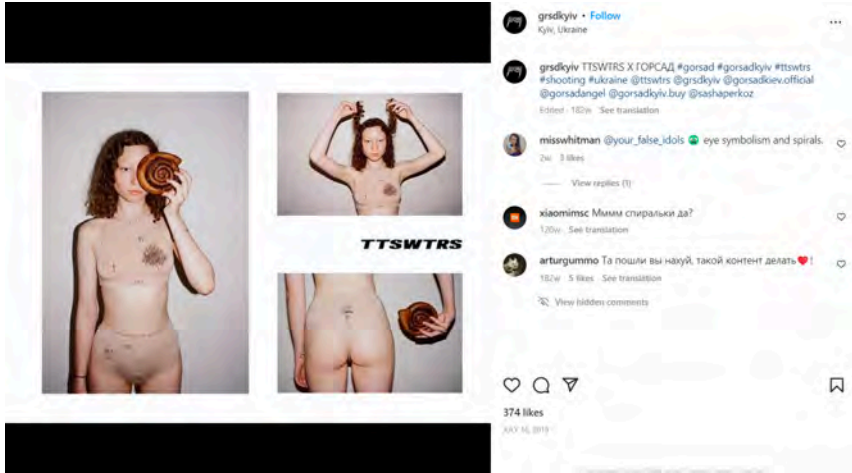 grsdkyiv • Follow
Kyiv, Ukraine
grsdkyiv TTSWTRS X ГОРСАД #gorsad #gorsadkyiv #ttswtrs
#shooting #ukraine @ttswtrs @grsdkyiv @gorsadkiev.official
@gorsadangel @gorsadkyiv.buy @sashaperkoz
Edited · 182w See translation
misswhitman @your_false_idols eye symbolism and spirals.
2w 3 likes
View replies (1)
xiaomimsc Мммм спиральки да?
120w See translation
arturgummo Та пошли вы нахуй, такой контент делать❤️!
182w 5 likes See translation
View hidden comments
TTSWTRS
374 likes